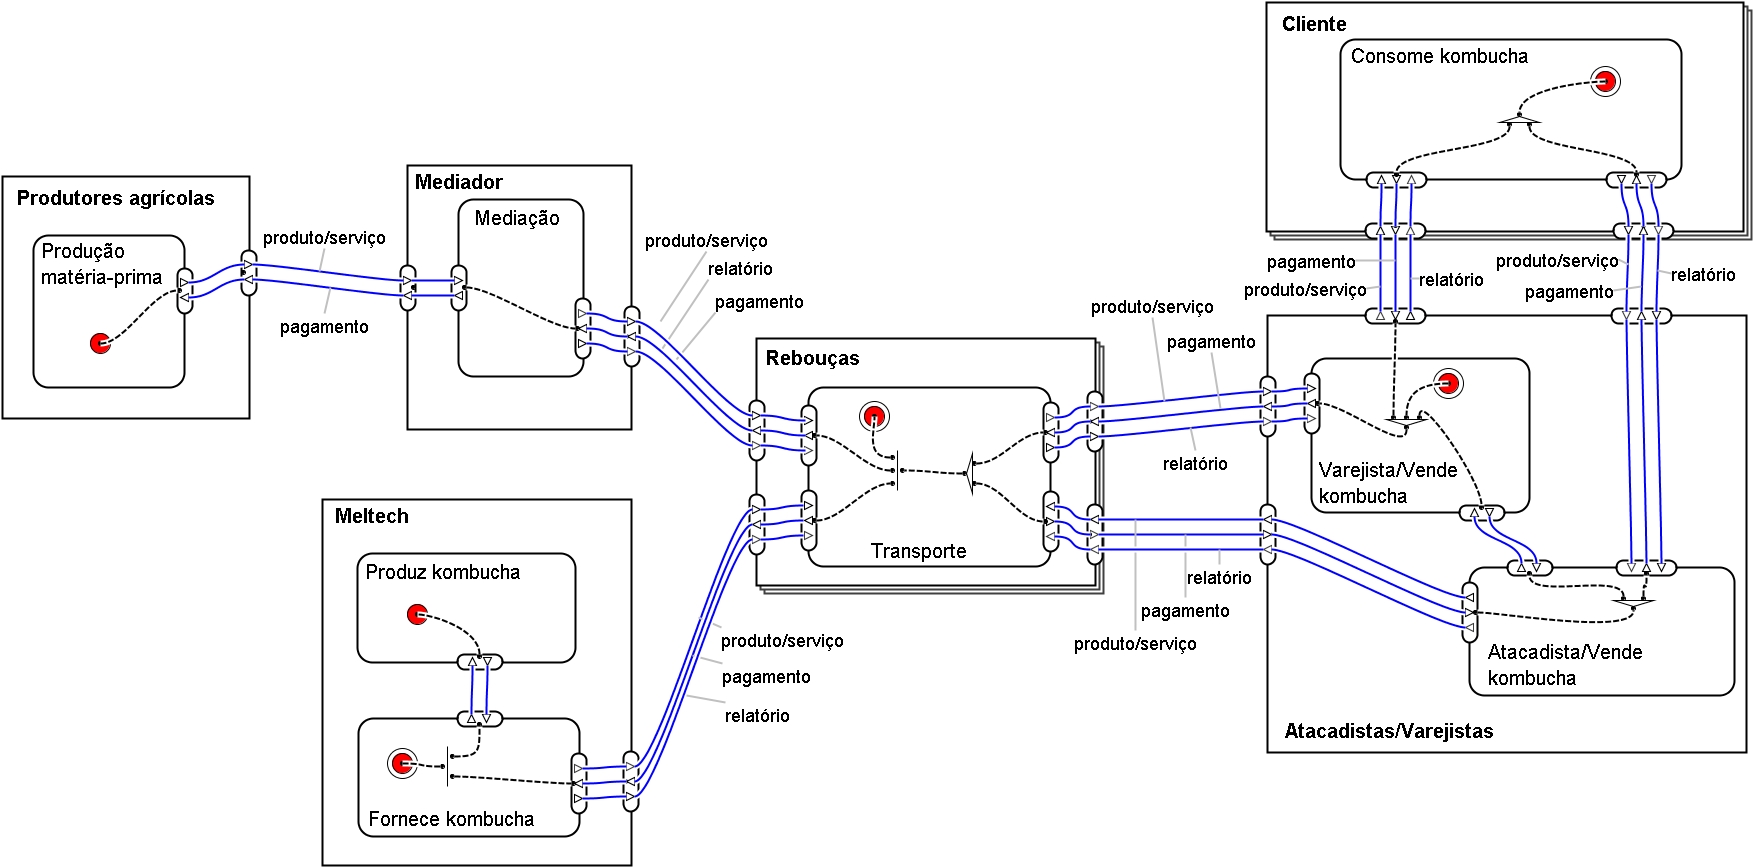 Cliente
Consome kombucha
Produtores agrícolas
Produção
matéria-prima
produto/serviço
pagamento
Mediador
Mediação
produto/serviço
relatório
pagamento
pagamento
produto/serviço
relatório
produto/serviço
pagamento
relatório
Rebouças
Transporte
produto/serviço
pagamento
relatório
Varejista/Vende
kombucha
Meltech
Produz kombucha
Fornece kombucha
produto/serviço
pagamento
relatório
relatório
pagamento
produto/serviço
Atacadista/Vende
kombucha
Atacadistas/Varejistas